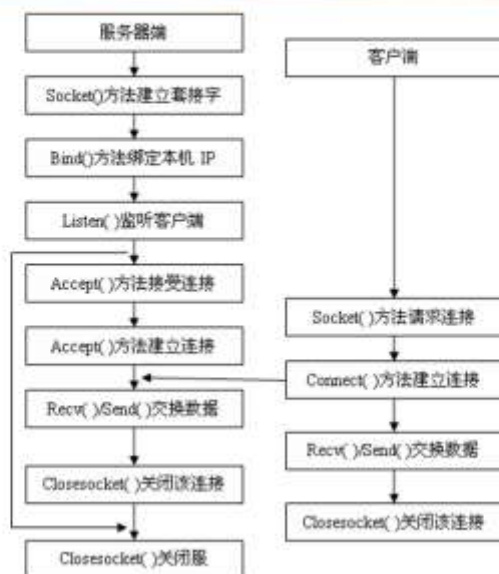 服务器端
Socket()方法建立套接字
Bind()方法绑定本机 IP
Listen( )监听客户端
Accept( )方法接受连接
Accept( )方法建立连接
Recv( )/Send( )交换数据
Closesocket( )关闭该连接
Closesocket( )关闭服
客户端
Socket( )方法请求连接
Connect( )方法建立连接
Recv( )/Send( )交换数据
Closesocket( )关闭该连接